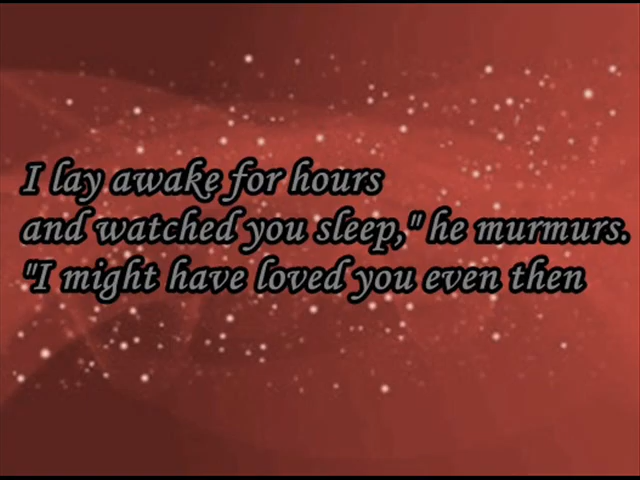 I lay awake for hours
and watched you sleep," he murmurs.
"I might have loved you even then